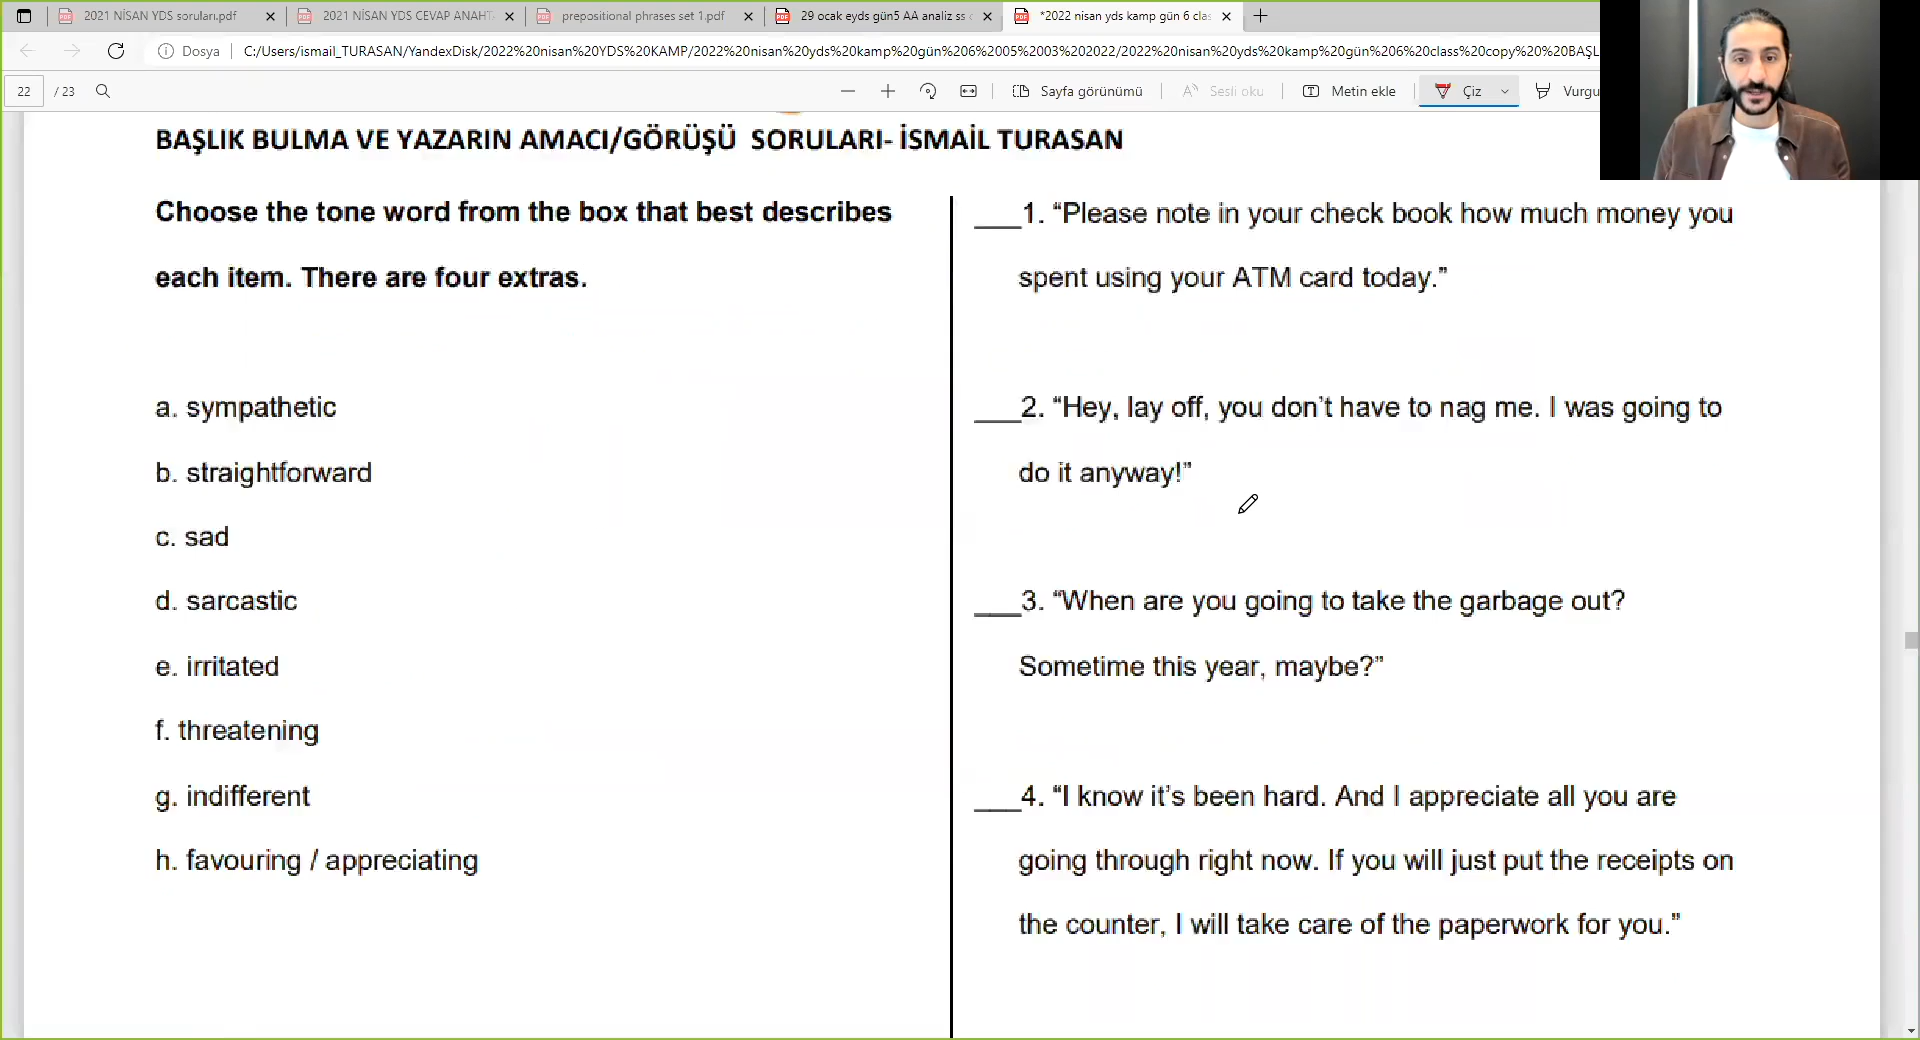 2021 NİSAN YDS soruları.pdf
2021 NİSAN YDS CEVAP ANAHT
prepositional phrases set 1.pdf
29 ocak eyds gün5 AA analiz ss
*2022 nisan yds kamp gün 6 clas
Dosya
C:/Users/ismail_TURASAN/YandexDisk/2022%20nisan%20YDS%20KAMP/2022%20nisan%20yds%20kamp%20gün%206%2005%2003%202022/2022%20nisan%20yds%20kamp%20gün%206%20class%20copy%20%20BAŞL
22 / 23
Sayfa görünümü
Sesli oku
Metin ekle
Çiz
Vurgu
BAŞLIK BULMA VE YAZARIN AMACI/GÖRÜŞÜ SORULARI- İSMAİL TURASAN
Choose the tone word from the box that best describes
each item. There are four extras.
a. sympathetic
b. straightforward
c. sad
d. sarcastic
e. irritated
f. threatening
g. indifferent
h. favouring / appreciating
___1. “Please note in your check book how much money you
spent using your ATM card today.”
___2. “Hey, lay off, you don’t have to nag me. I was going to
do it anyway!”
___3. “When are you going to take the garbage out?
Sometime this year, maybe?”
___4. “I know it’s been hard. And I appreciate all you are
going through right now. If you will just put the receipts on
the counter, I will take care of the paperwork for you.”